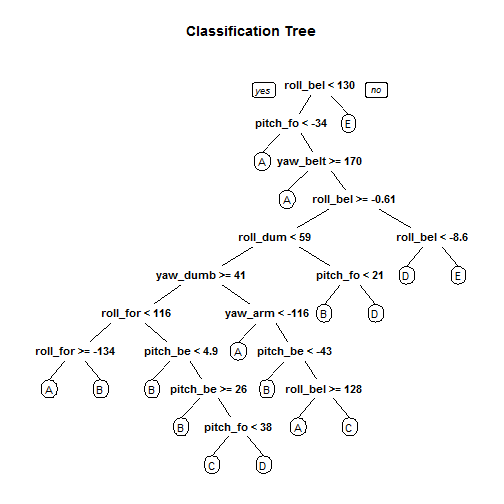 Classification Tree
yes roll_bel < 130 no
pitch_fo < -34 E
A yaw_belt >= 170
A roll_bel >= -0.61
roll_dum < 59 roll_bel < -8.6
yaw_dumb >= 41 pitch_fo < 21 D E
roll_for < 116 yaw_arm < -116 B D
roll_for >= -134 pitch_be < 4.9 A pitch_be < -43
A B B pitch_be >= 26 B roll_bel >= 128
B pitch_fo < 38 A C
C D